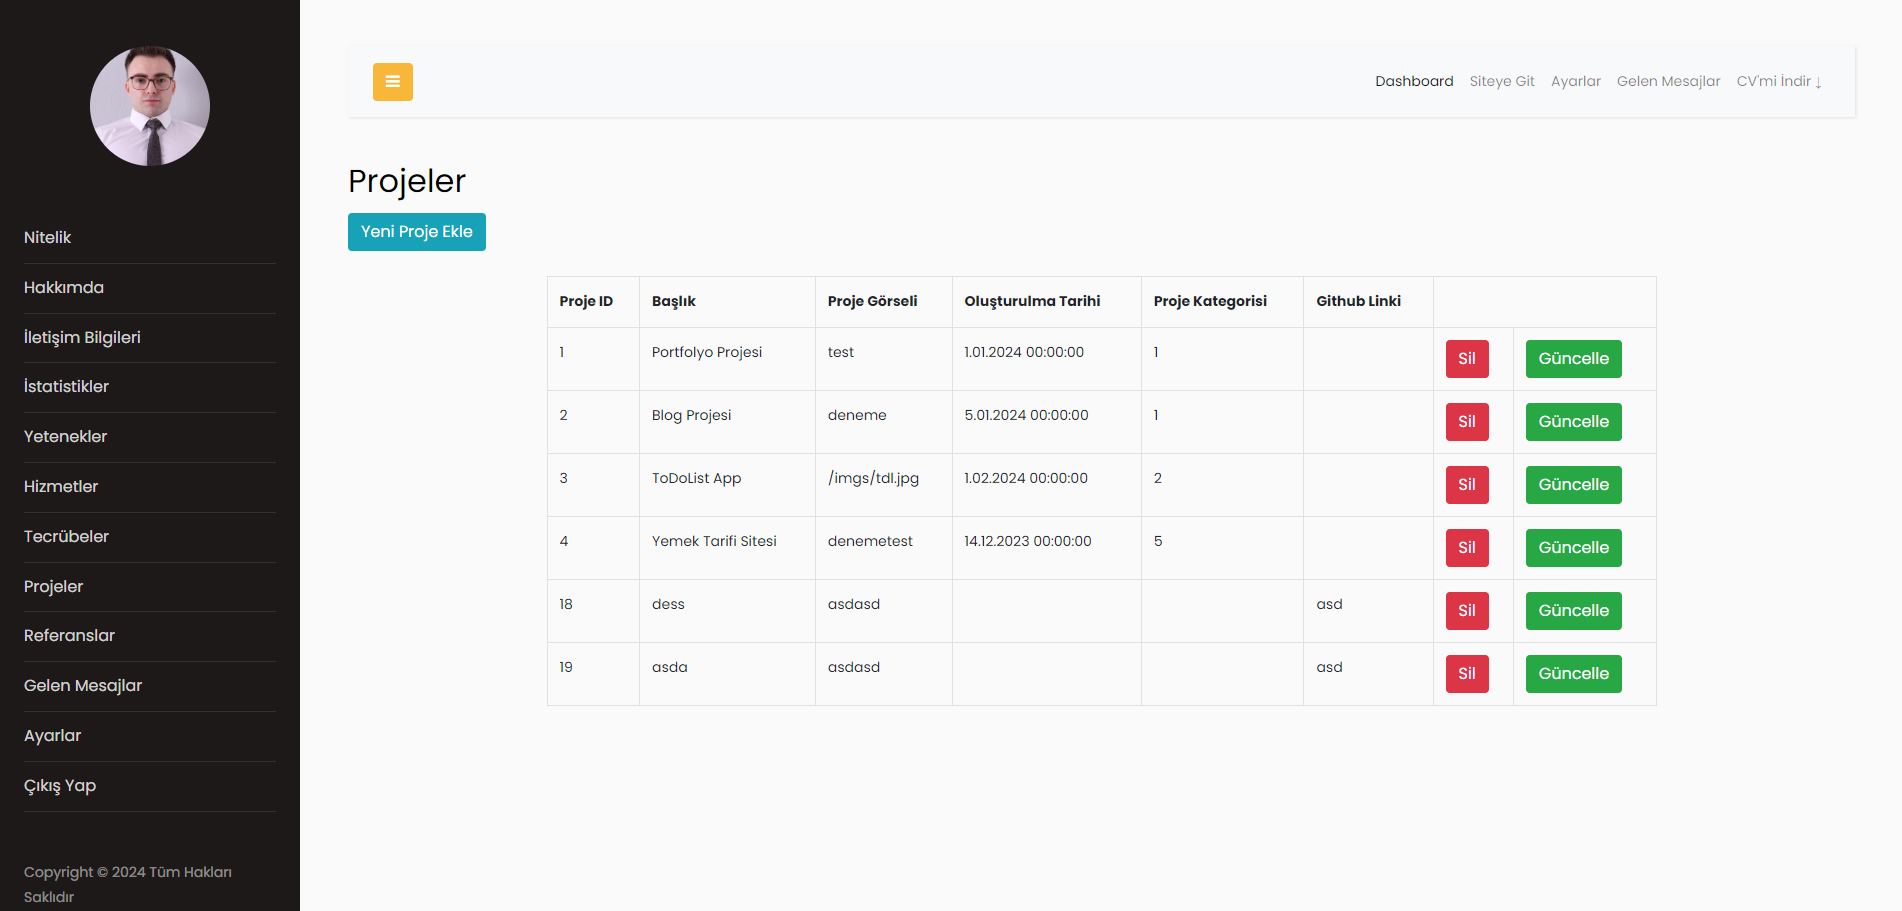 Nitelik
Hakkımda
İletişim Bilgileri
İstatistikler
Yetenekler
Hizmetler
Tecrübeler
Projeler
Referanslar
Gelen Mesajlar
Ayarlar
Çıkış Yap
Copyright © 2024 Tüm Hakları
Saklıdır
Dashboard Siteye Git Ayarlar Gelen Mesajlar CV'mi İndir ↓
Projeler
Yeni Proje Ekle
Proje ID Başlık Proje Görseli Oluşturulma Tarihi Proje Kategorisi Github Linki
1 Portfolyo Projesi test 1.01.2024 00:00:00 1 Sil Güncelle
2 Blog Projesi deneme 5.01.2024 00:00:00 1 Sil Güncelle
3 ToDoList App /imgs/tdl.jpg 1.02.2024 00:00:00 2 Sil Güncelle
4 Yemek Tarifi Sitesi denemetest 14.12.2023 00:00:00 5 Sil Güncelle
18 dess asdasd asd Sil Güncelle
19 asda asdasd asd Sil Güncelle